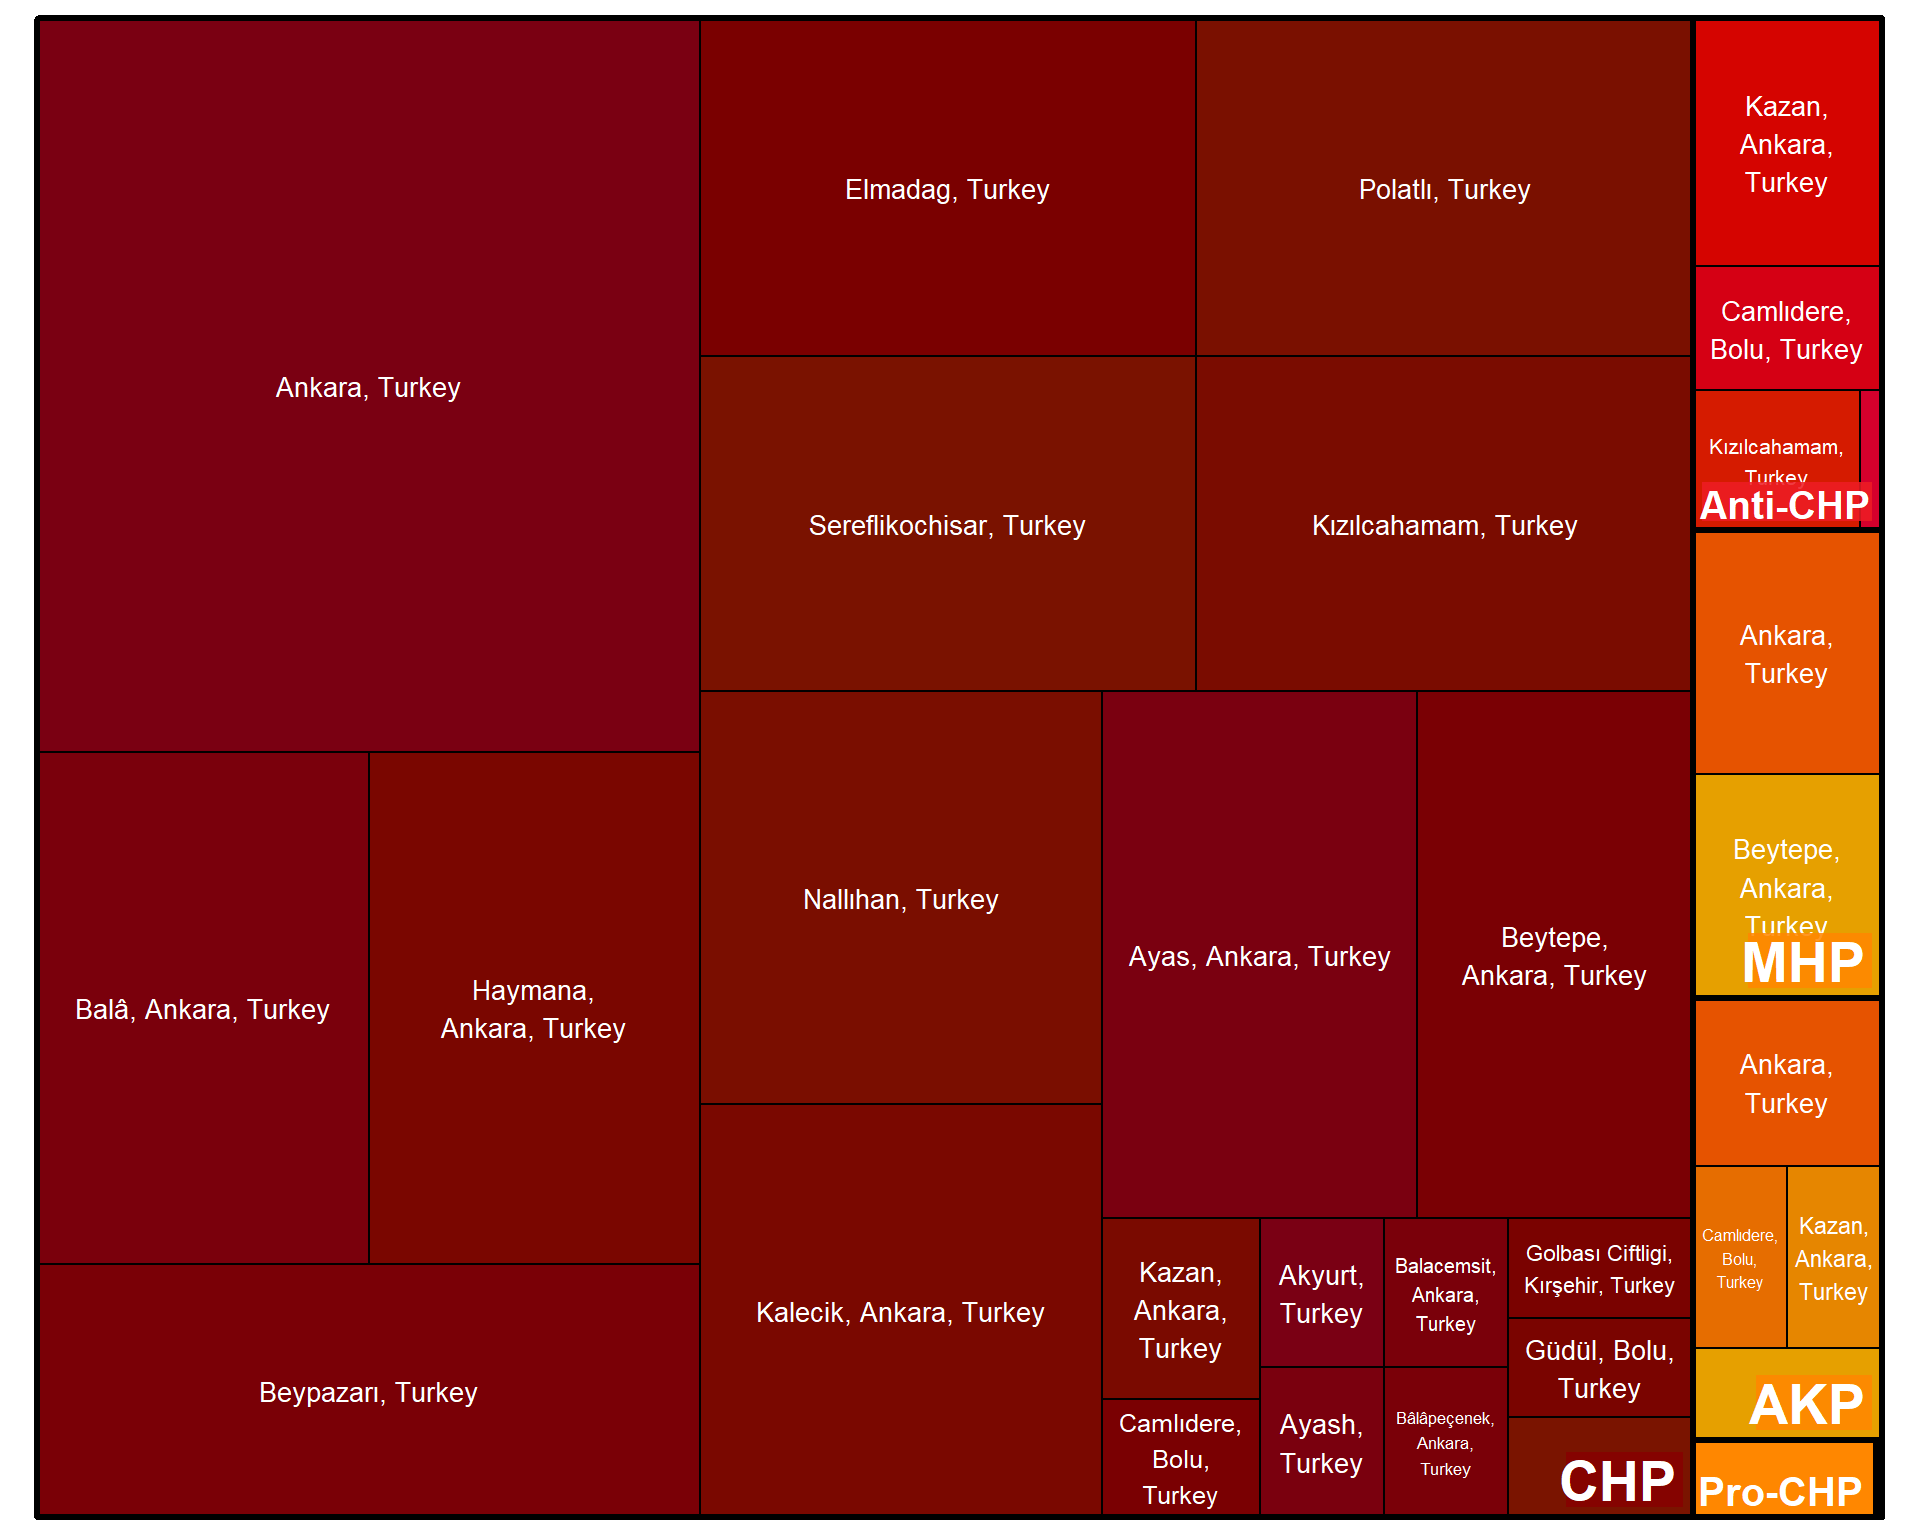 Ankara, Turkey
Elmadag, Turkey
Polatlı, Turkey
Sereflikochisar, Turkey
Kızılcahamam, Turkey
Balâ, Ankara, Turkey
Haymana,
Ankara, Turkey
Beypazarı, Turkey
Nallıhan, Turkey
Kalecik, Ankara, Turkey
Ayas, Ankara, Turkey
Beytepe,
Ankara, Turkey
Kazan,
Ankara,
Turkey
Camlıdere,
Bolu,
Turkey
Akyurt,
Turkey
Ayash,
Turkey
Balacemsit,
Ankara,
Turkey
Bâlâpeçenek,
Ankara,
Turkey
Golbası Ciftligi,
Kırşehir, Turkey
Güdül, Bolu,
Turkey
CHP
Kazan,
Ankara,
Turkey
Camlıdere,
Bolu, Turkey
Kızılcahamam,
Turkey
Anti-CHP
Ankara,
Turkey
Beytepe,
Ankara,
Turkey
MHP
Ankara,
Turkey
Camlıdere,
Bolu,
Turkey
Kazan,
Ankara,
Turkey
AKP
Pro-CHP